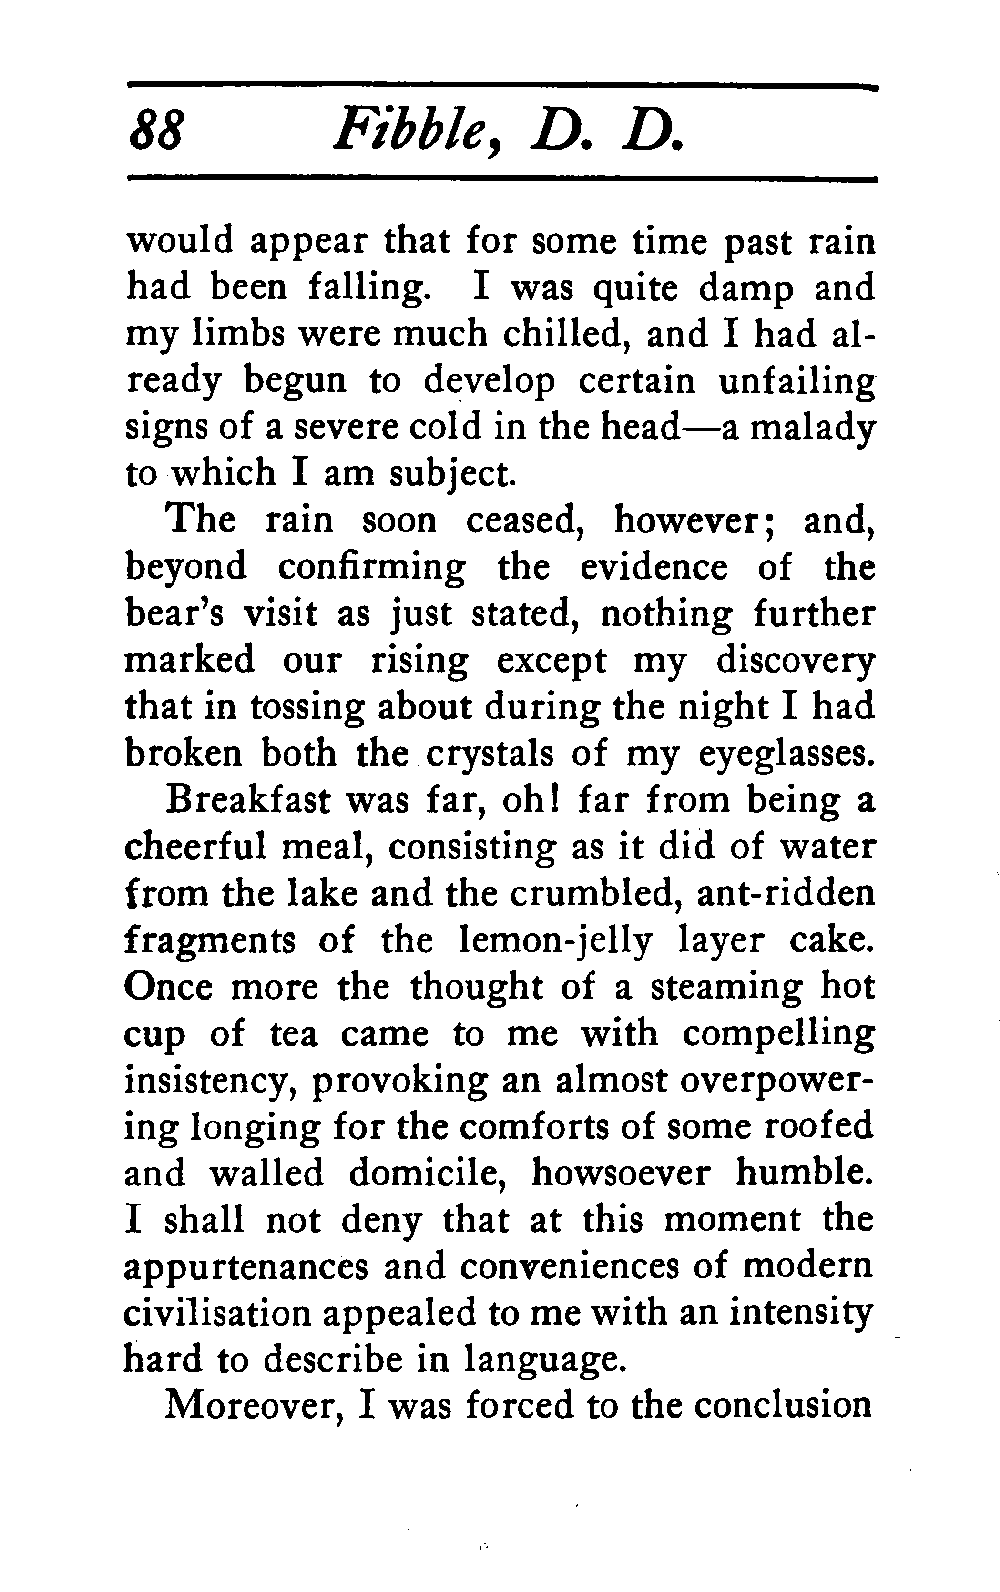 88 Fibble, D. D.
would appear that for some time past rain
had been falling. I was quite damp and
my limbs were much chilled, and I had al-
ready begun to develop certain unfailing
signs of a severe cold in the head—a malady
to which I am subject.
The rain soon ceased, however; and,
beyond confirming the evidence of the
bear's visit as just stated, nothing further
marked our rising except my discovery
that in tossing about during the night I had
broken both the crystals of my eyeglasses.
Breakfast was far, oh! far from being a
cheerful meal, consisting as it did of water
from the lake and the crumbled, ant-ridden
fragments of the lemon-jelly layer cake.
Once more the thought of a steaming hot
cup of tea came to me with compelling
insistency, provoking an almost overpower-
ing longing for the comforts of some roofed
and walled domicile, howsoever humble.
I shall not deny that at this moment the
appurtenances and conveniences of modern
civilisation appealed to me with an intensity
hard to describe in language.
Moreover, I was forced to the conclusion